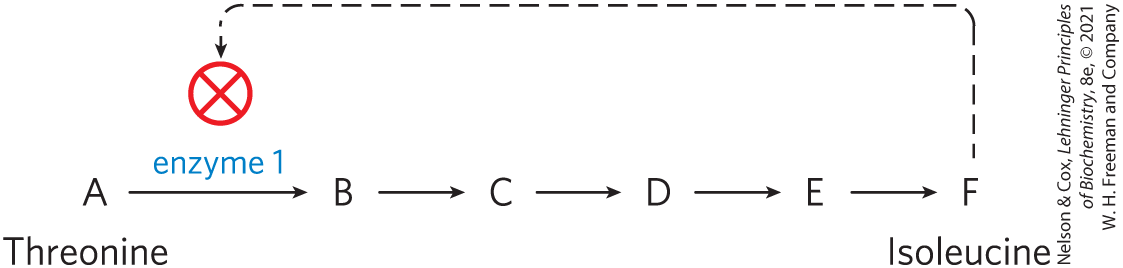 enzyme 1
A B C D E F
Threonine Isoleucine
Nelson & Cox, Lehninger Principles
of Biochemistry, 8e, © 2021
W. H. Freeman and Company